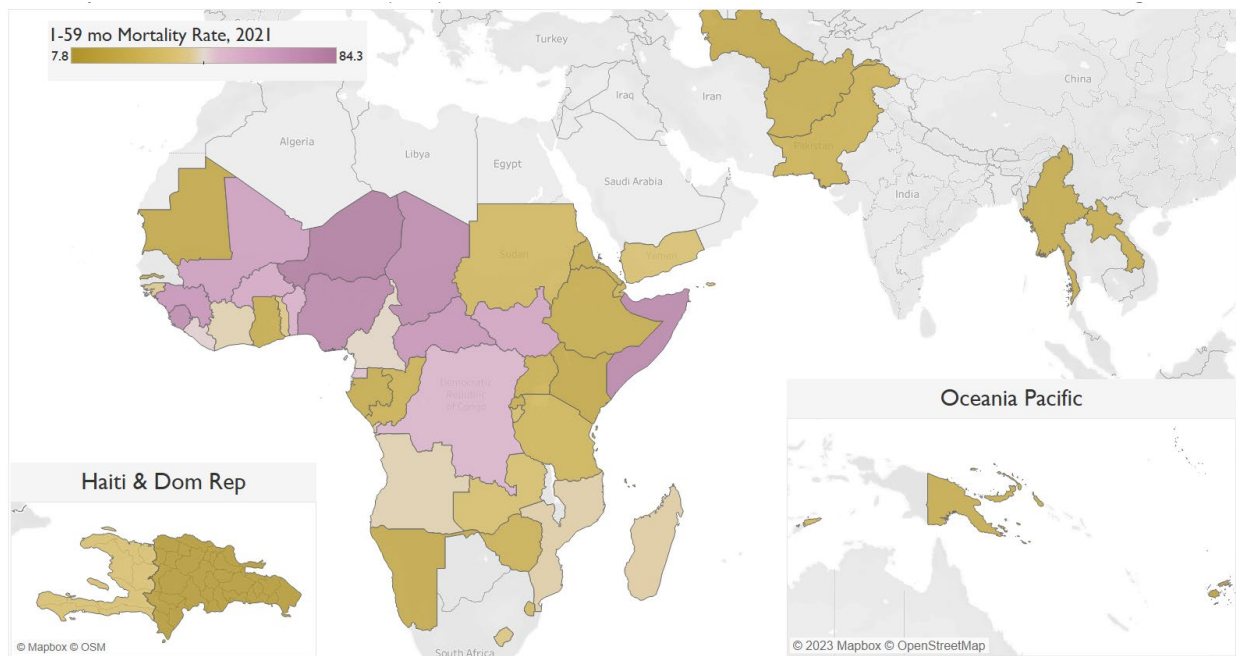 1-59 mo Mortality Rate, 2021
7.8
84.3
Turkey
China
Iran
Iraq
Algeria
Libya
Egypt
Pakistan
Saudi Arabia
India
Sudan
Yemen
Democratic
Republic
of Congo
South Africa
Haiti & Dom Rep
© Mapbox © OSM
Oceania Pacific
© 2023 Mapbox © OpenStreetMap